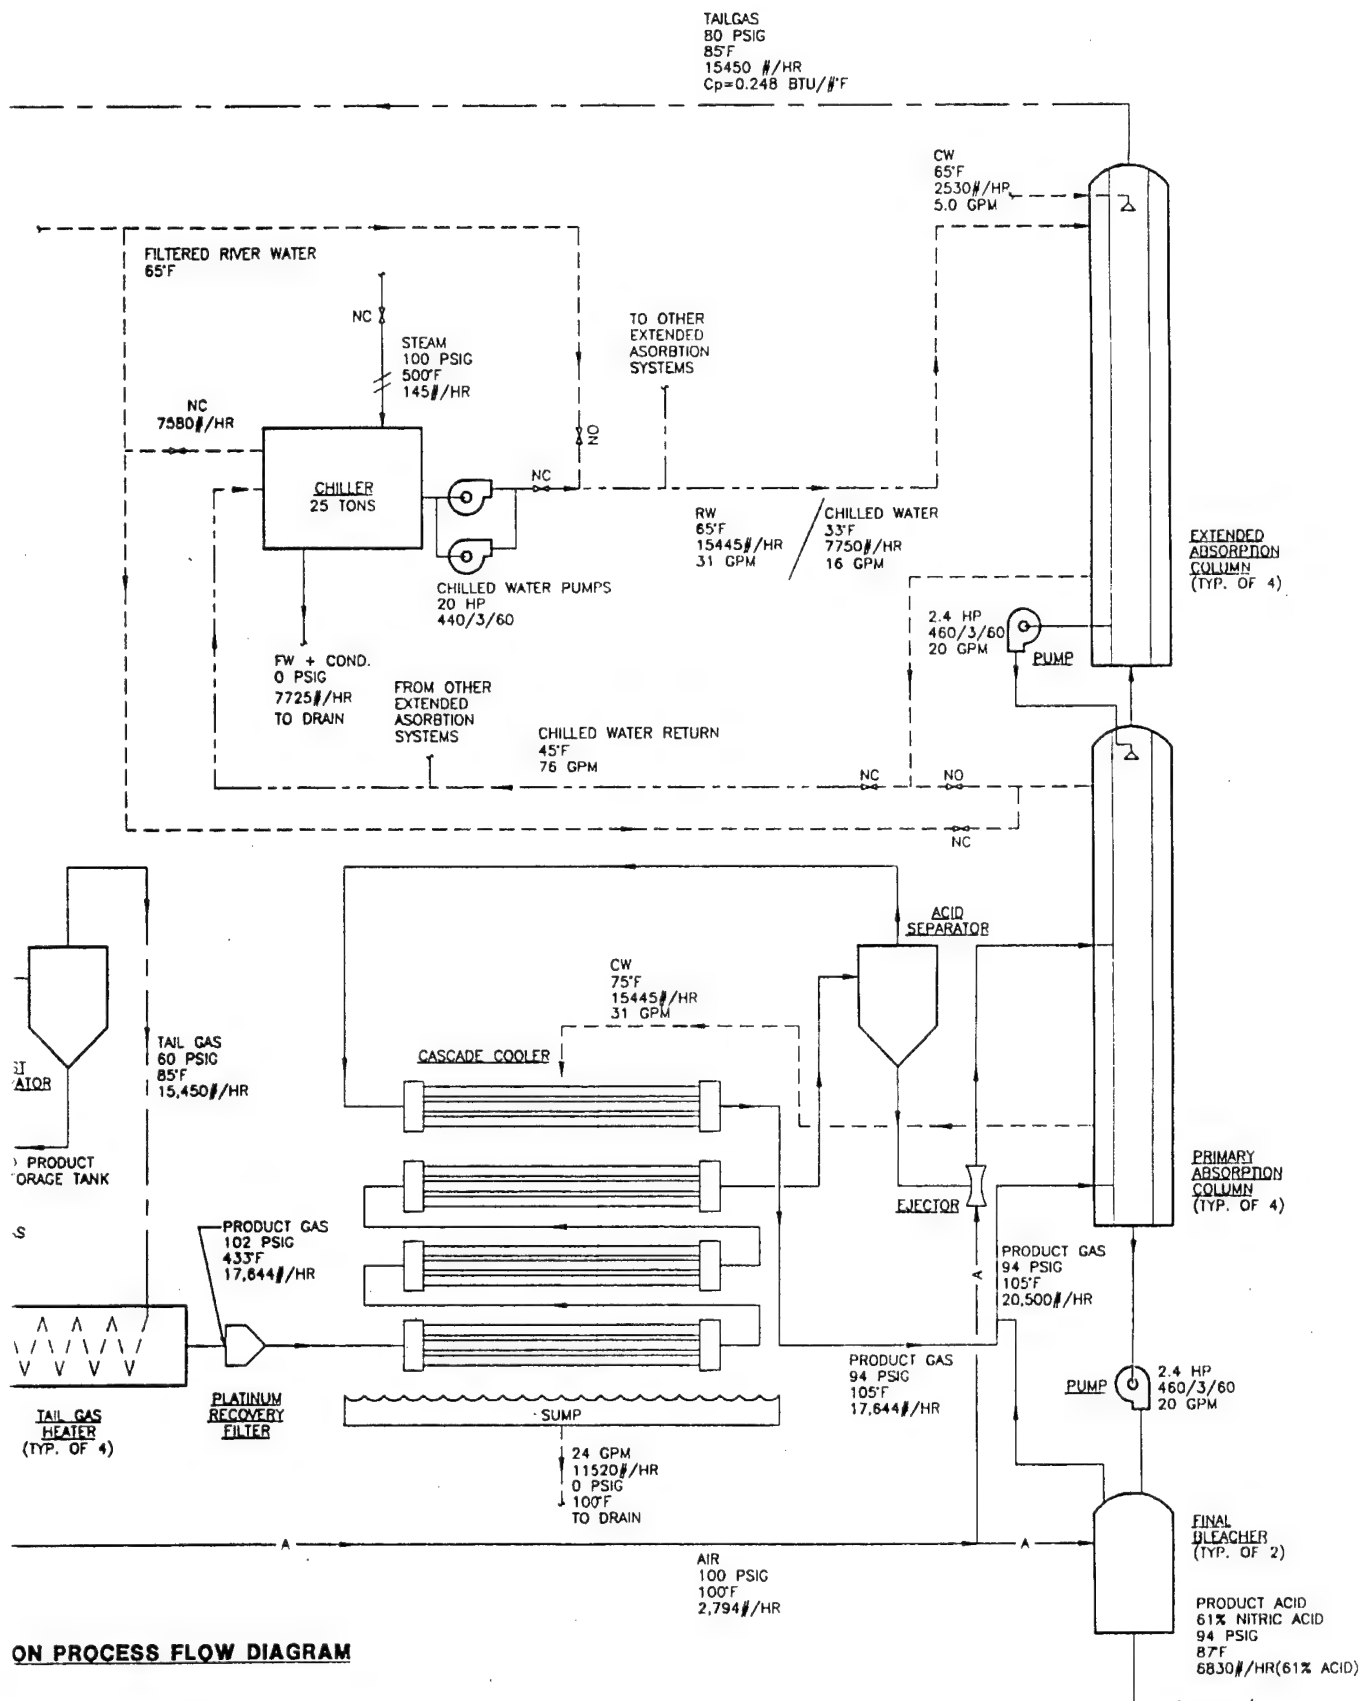 TAILGAS
80 PSIG
85°F
15450 #/HR
Cp=0.248 BTU/#°F
CW
65°F
2530#/HR
5.0 GPM
FILTERED RIVER WATER
65°F
NC
STEAM
100 PSIG
500°F
145#/HR
TO OTHER
EXTENDED
ASORBTION
SYSTEMS
NC
7580#/HR
NO
CHILLER
25 TONS
NC
RW
65°F
15445#/HR
31 GPM
CHILLED WATER
33°F
7750#/HR
16 GPM
EXTENDED
ABSORPTION
COLUMN
(TYP. OF 4)
CHILLED WATER PUMPS
20 HP
440/3/60
2.4 HP
460/3/60
20 GPM
PUMP
FW + COND.
0 PSIG
7725#/HR
TO DRAIN
FROM OTHER
EXTENDED
ASORBTION
SYSTEMS
CHILLED WATER RETURN
45°F
76 GPM
NC
NO
NC
ACID
SEPARATOR
CW
75°F
15445#/HR
31 GPM
CASCADE COOLER
TAIL GAS
60 PSIG
85°F
15,450#/HR
ST
ATOR
PRODUCT
ORAGE TANK
AS
PRODUCT GAS
102 PSIG
433°F
17,644#/HR
EJECTOR
PRIMARY
ABSORPTION
COLUMN
(TYP. OF 4)
A
PRODUCT GAS
94 PSIG
105°F
20,500#/HR
PRODUCT GAS
94 PSIG
105°F
17,644#/HR
PUMP
2.4 HP
460/3/60
20 GPM
TAIL GAS
HEATER
(TYP. OF 4)
PLATINUM
RECOVERY
FILTER
SUMP
24 GPM
11520#/HR
0 PSIG
100°F
TO DRAIN
A
A
AIR
100 PSIG
100°F
2,794#/HR
FINAL
BLEACHER
(TYP. OF 2)
PRODUCT ACID
61% NITRIC ACID
94 PSIG
87°F
6830#/HR(61% ACID)
ON PROCESS FLOW DIAGRAM